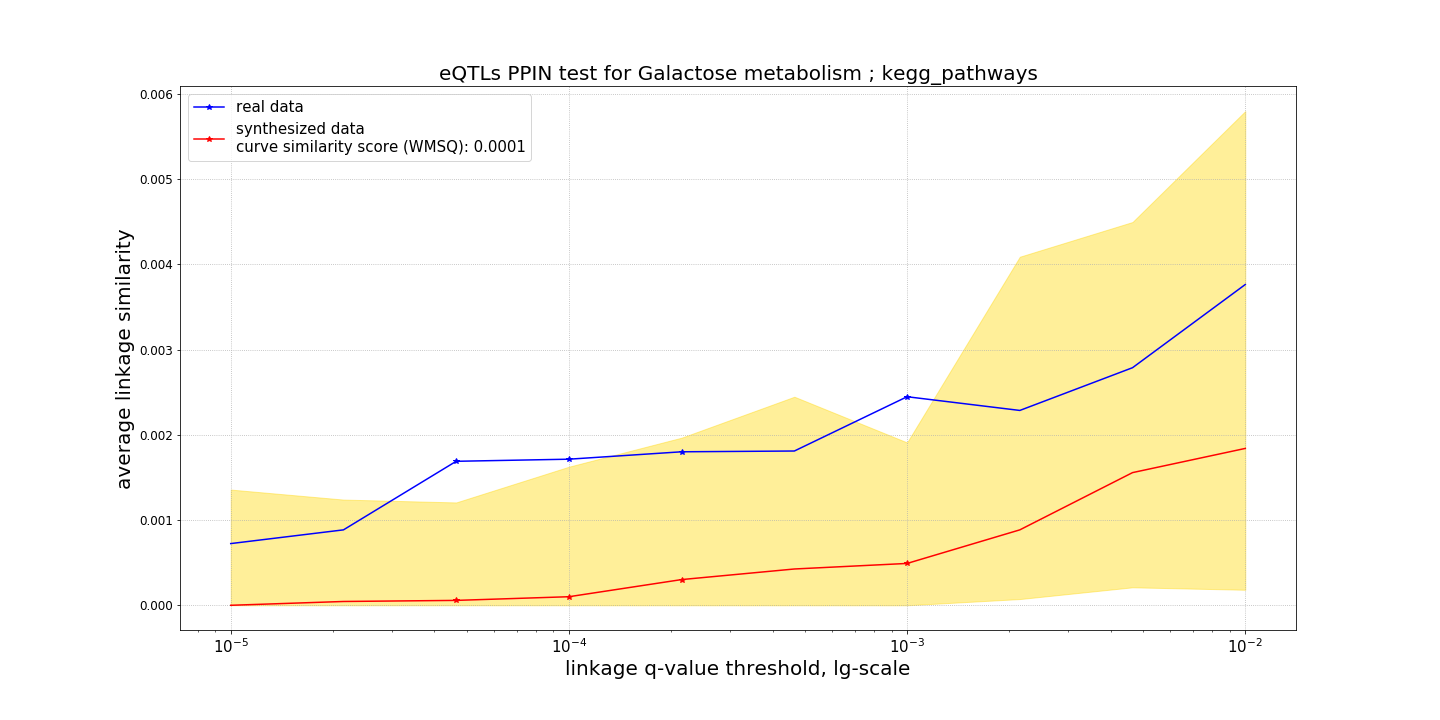 eQTLs PPIN test for Galactose metabolism ; kegg_pathways
real data
synthesized data
curve similarity score (WMSQ): 0.0001
average linkage similarity
0.006
0.005
0.004
0.003
0.002
0.001
0.000
10⁻⁵ 10⁻⁴ 10⁻³ 10⁻²
linkage q-value threshold, lg-scale